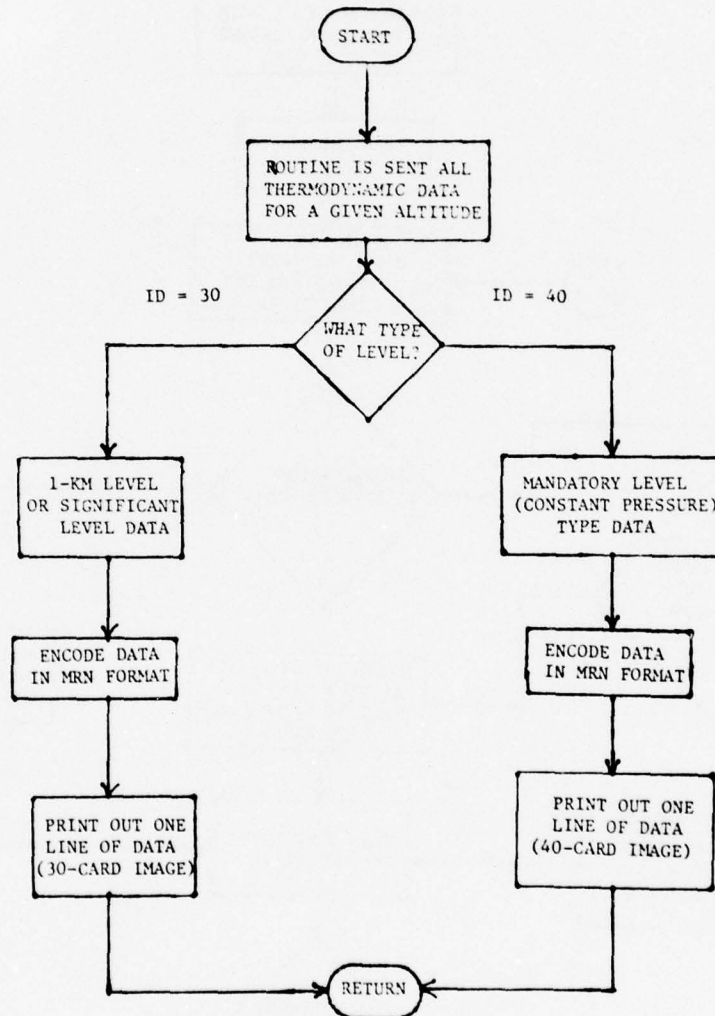 START
ROUTINE IS SENT ALL
THERMODYNAMIC DATA
FOR A GIVEN ALTITUDE
ID = 30
ID = 40
WHAT TYPE
OF LEVEL?
1-KM LEVEL
OR SIGNIFICANT
LEVEL DATA
MANDATORY LEVEL
(CONSTANT PRESSURE)
TYPE DATA
ENCODE DATA
IN MRN FORMAT
ENCODE DATA
IN MRN FORMAT
PRINT OUT ONE
LINE OF DATA
(30-CARD IMAGE)
PRINT OUT ONE
LINE OF DATA
(40-CARD IMAGE)
RETURN